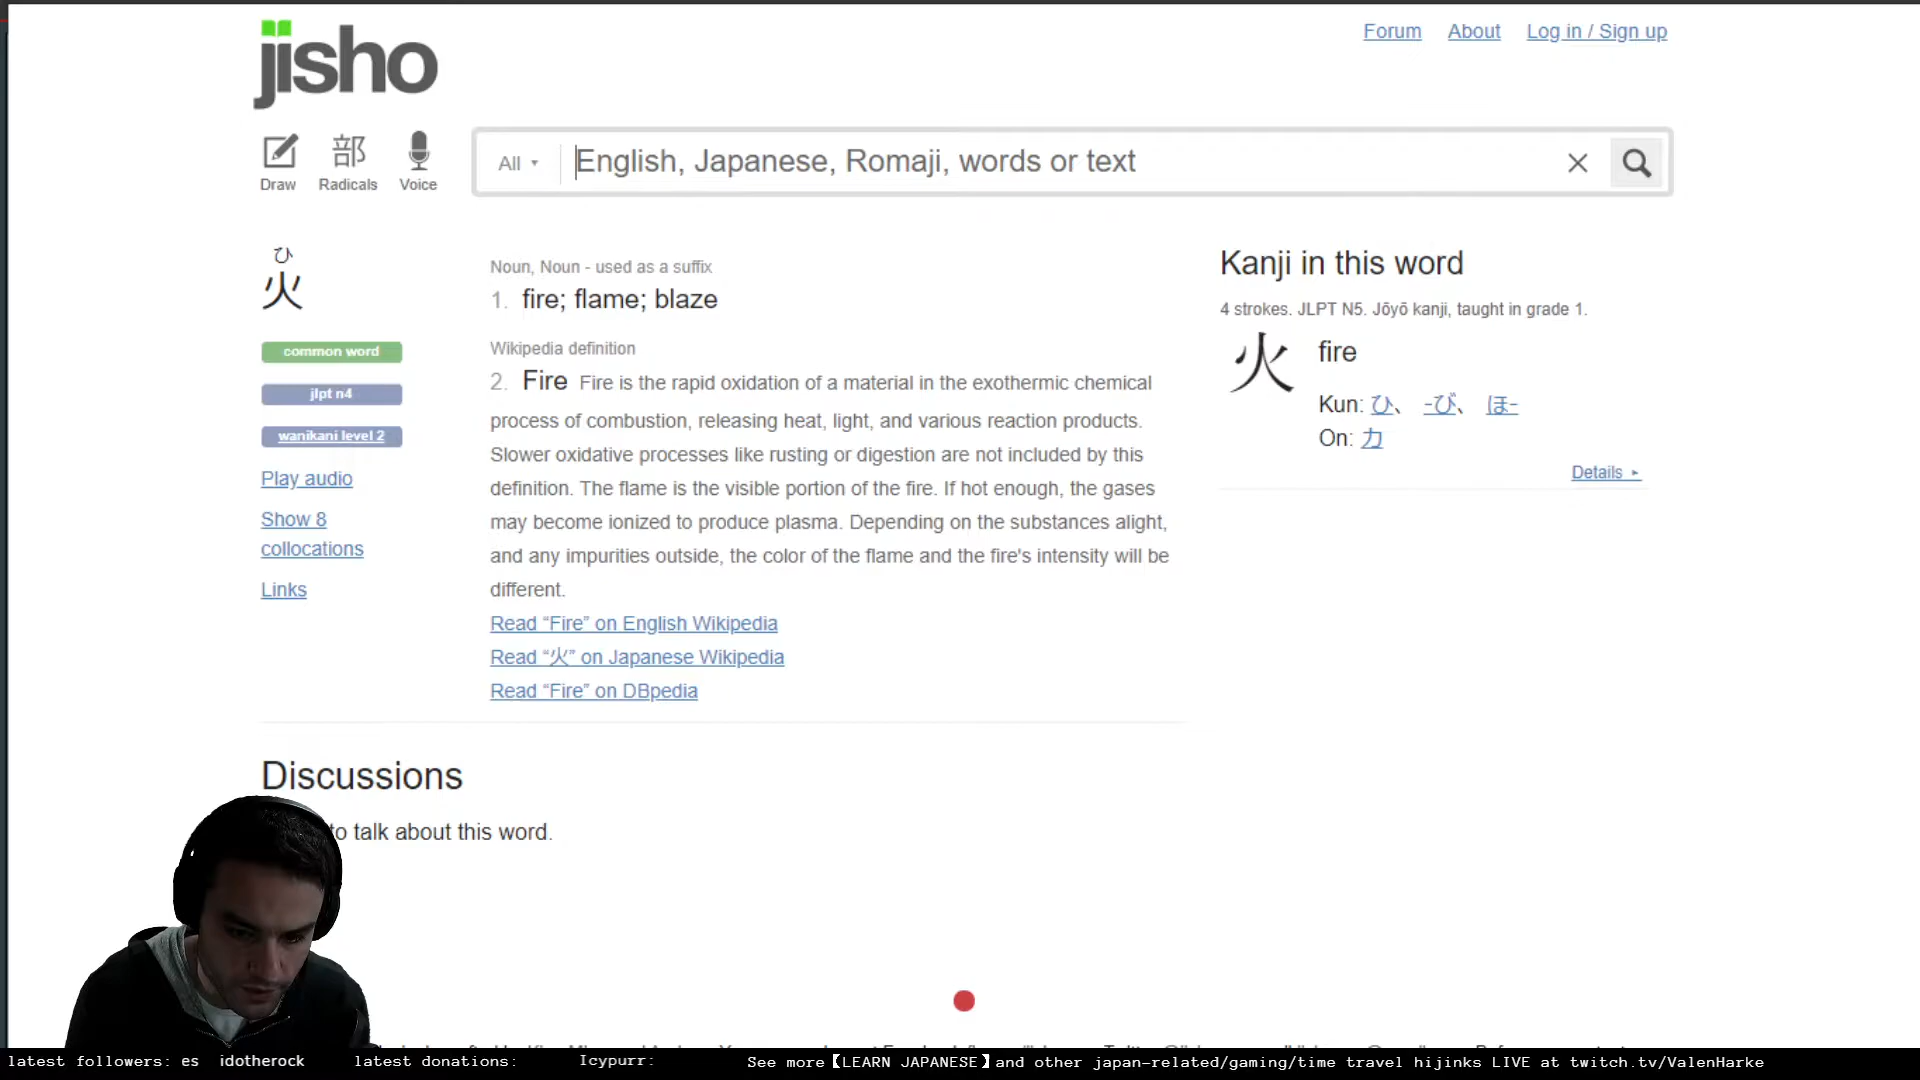 Forum About Log in / Sign up
jisho
Draw
部
Radicals
Voice
All
English, Japanese, Romaji, words or text
ひ
火
common word
jlpt n4
wanikani level 2
Play audio
Show 8
collocations
Links
Noun, Noun - used as a suffix
1. fire; flame; blaze
Wikipedia definition
2. Fire Fire is the rapid oxidation of a material in the exothermic chemical
process of combustion, releasing heat, light, and various reaction products.
Slower oxidative processes like rusting or digestion are not included by this
definition. The flame is the visible portion of the fire. If hot enough, the gases
may become ionized to produce plasma. Depending on the substances alight,
and any impurities outside, the color of the flame and the fire's intensity will be
different.
Read “Fire” on English Wikipedia
Read “火” on Japanese Wikipedia
Read “Fire” on DBpedia
Kanji in this word
4 strokes. JLPT N5. Jōyō kanji, taught in grade 1.
火 fire
Kun: ひ、 -び、 ほ-
On: カ
Details
Discussions
to talk about this word.
latest followers: es idotherock latest donations: Icypurr: See more【LEARN JAPANESE】and other japan-related/gaming/time travel hijinks LIVE at twitch.tv/ValenHarke